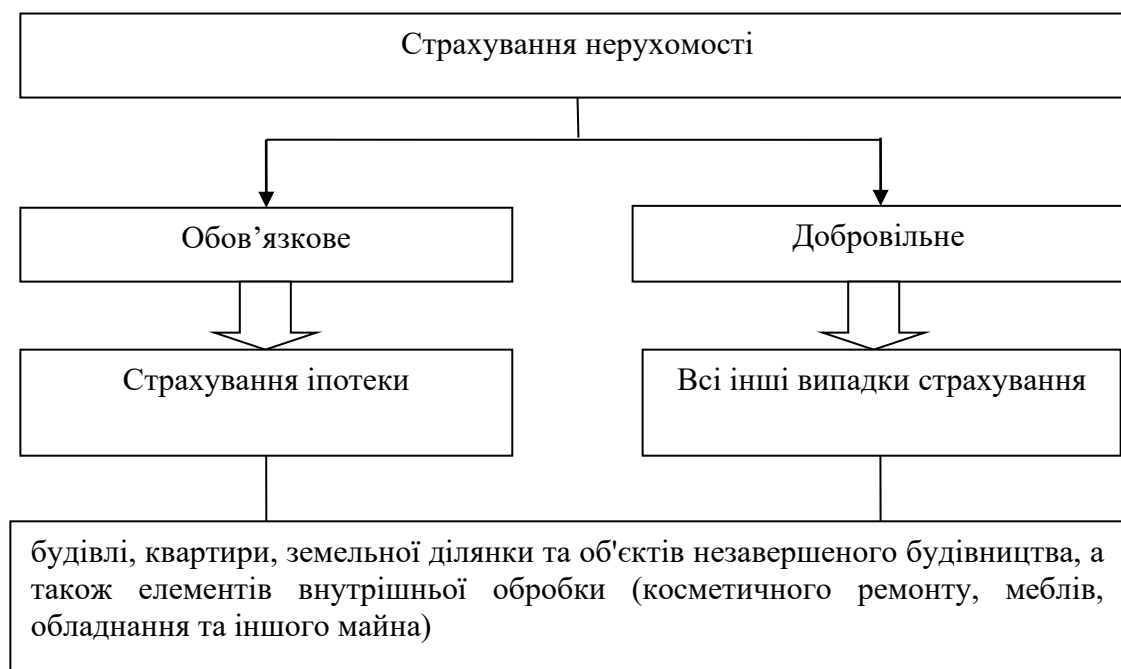 Страхування нерухомості
Обов’язкове
Добровільне
Страхування іпотеки
Всі інші випадки страхування
будівлі, квартири, земельної ділянки та об'єктів незавершеного будівництва, а
також елементів внутрішньої обробки (косметичного ремонту, меблів,
обладнання та іншого майна)